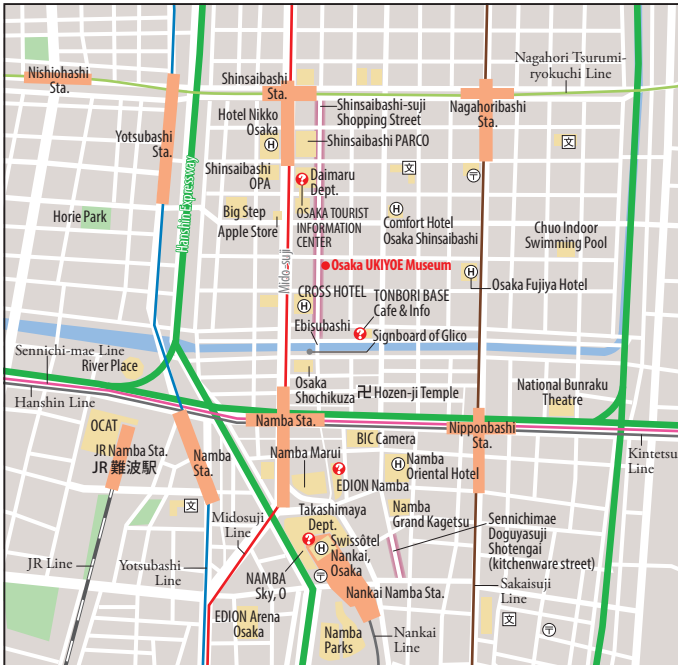 Nagahori Tsurumi-
ryokuchi Line
Nishiohashi
Sta.
Shinsaibashi
Sta.
Yotsubashi
Sta.
Hotel Nikko
Osaka
H
Shinsaibashi-suji
Shopping Street
Nagahoribashi
Sta.
Shinsaibashi PARCO
文
文
〒
Shinsaibashi
OPA
?
Daimaru
Dept.
Hanshin Expressway
Horie Park
Big Step
Apple Store
OSAKA TOURIST
INFORMATION
CENTER
H
Comfort Hotel
Osaka Shinsaibashi
Chuo Indoor
Swimming Pool
Mido-suji
Osaka UKIYOE Museum
H
Osaka Fujiya Hotel
CROSS HOTEL
H
TONBORI BASE
Cafe & Info
?
Ebisubashi
Signboard of Glico
Sennichi-mae Line
River Place
Hanshin Line
Osaka
Shochikuza
卍 Hozen-ji Temple
National Bunraku
Theatre
OCAT
Namba Sta.
Nipponbashi
Sta.
JR Namba Sta.
JR 難波駅
Namba
Sta.
BIC Camera
Kintetsu
Line
Namba Marui
?
EDION Namba
H
Namba
Oriental Hotel
文
Midosuji
Line
Takashimaya
Dept.
Namba
Grand Kagetsu
Sennichimae
Doguyasuji
Shotengai
(kitchenware street)
?
H
Swissôtel
Nankai,
Osaka
JR Line
Yotsubashi
Line
NAMBA
Sky, O
〒
Nankai Namba Sta.
Sakaisuji
Line
EDION Arena
Osaka
Namba
Parks
Nankai
Line
文
〒